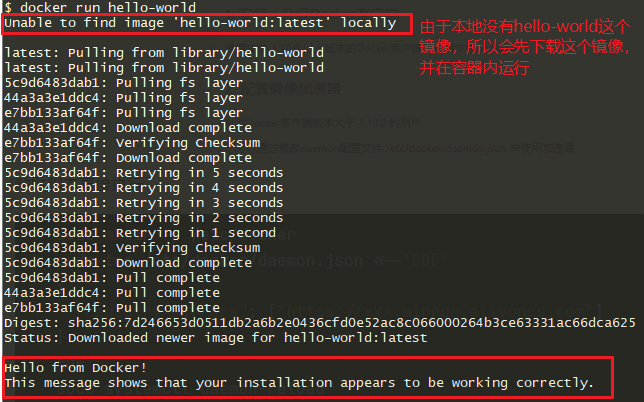 $ docker run hello-world
Unable to find image 'hello-world:latest' locally
由于本地没有hello-world这个
镜像，所以会先下载这个镜像，
并在容器内运行
latest: Pulling from library/hello-world
latest: Pulling from library/hello-world
5c9d6483dab1: Pulling fs layer
44a3a3e1ddc4: Pulling fs layer
e7bb133af64f: Pulling fs layer
44a3a3e1ddc4: Download complete
e7bb133af64f: Verifying Checksum
e7bb133af64f: Download complete
5c9d6483dab1: Retrying in 5 seconds
5c9d6483dab1: Retrying in 4 seconds
5c9d6483dab1: Retrying in 3 seconds
5c9d6483dab1: Retrying in 2 seconds
5c9d6483dab1: Retrying in 1 second
5c9d6483dab1: Verifying Checksum
5c9d6483dab1: Download complete
5c9d6483dab1: Pull complete
44a3a3e1ddc4: Pull complete
e7bb133af64f: Pull complete
Digest: sha256:7d246653d0511db2a6b2e0436cfd0e52ac8c066000264b3ce63331ac66dca625
Status: Downloaded newer image for hello-world:latest
Hello from Docker!
This message shows that your installation appears to be working correctly.